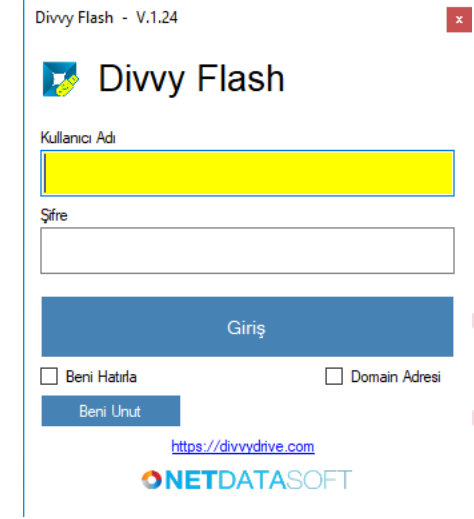 Divvy Flash - V.1.24
x
Divvy Flash
Kullanıcı Adı
Şifre
Giriş
Beni Hatırla
Domain Adresi
Beni Unut
https://divvydrive.com
NETDATASOFT